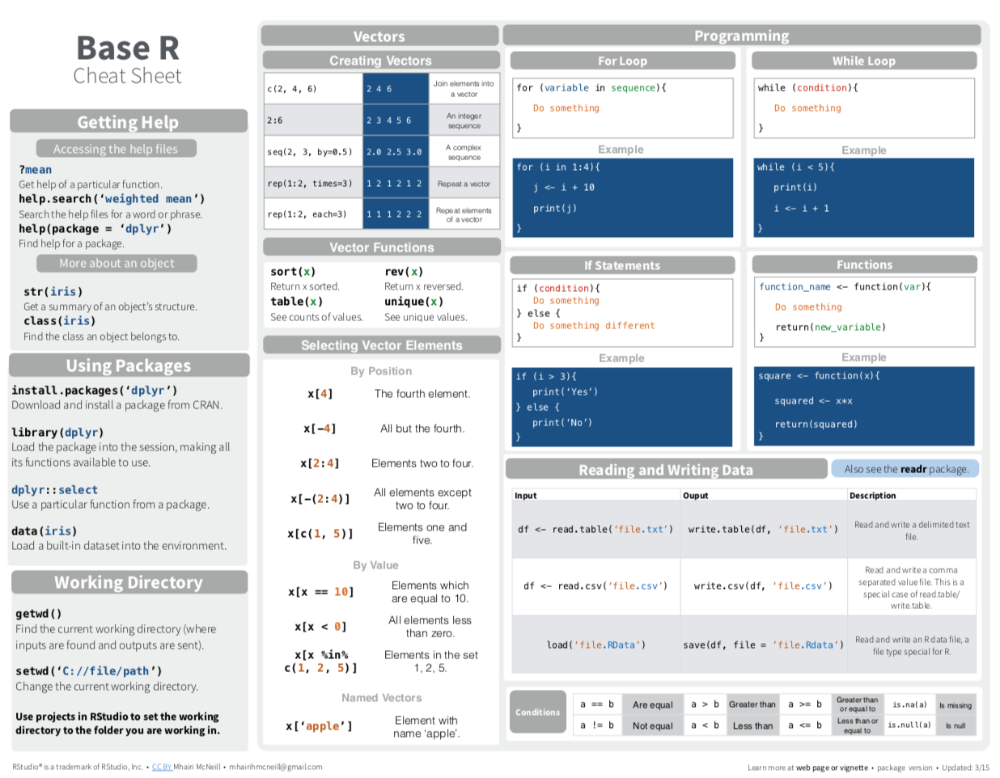 Base R
Cheat Sheet
Getting Help
Accessing the help files
?mean
Get help of a particular function.
help.search(‘weighted mean’)
Search the help files for a word or phrase.
help(package = ‘dplyr’)
Find help for a package.
More about an object
str(iris)
Get a summary of an object’s structure.
class(iris)
Find the class an object belongs to.
Using Packages
install.packages(‘dplyr’)
Download and install a package from CRAN.
library(dplyr)
Load the package into the session, making all
its functions available to use.
dplyr::select
Use a particular function from a package.
data(iris)
Load a built-in dataset into the environment.
Working Directory
getwd()
Find the current working directory (where
inputs are found and outputs are sent).
setwd(‘C://file/path’)
Change the current working directory.
Use projects in RStudio to set the working
directory to the folder you are working in.
Vectors
Creating Vectors
c(2, 4, 6) 2 4 6 Join elements into
a vector
2:6 2 3 4 5 6 An integer
sequence
seq(2, 3, by=0.5) 2.0 2.5 3.0 A complex
sequence
rep(1:2, times=3) 1 2 1 2 1 2 Repeat a vector
rep(1:2, each=3) 1 1 1 2 2 2 Repeat elements
of a vector
Vector Functions
sort(x) rev(x)
Return x sorted. Return x reversed.
table(x) unique(x)
See counts of values. See unique values.
Selecting Vector Elements
By Position
x[4] The fourth element.
x[-4] All but the fourth.
x[2:4] Elements two to four.
x[-(2:4)] All elements except
two to four.
x[c(1, 5)] Elements one and
five.
By Value
x[x == 10] Elements which
are equal to 10.
x[x < 0] All elements less
than zero.
x[x %in%
c(1, 2, 5)] Elements in the set
1, 2, 5.
Named Vectors
x[‘apple’] Element with
name ‘apple’.
Programming
For Loop
for (variable in sequence){
Do something
}
Example
for (i in 1:4){
j <- i + 10
print(j)
}
While Loop
while (condition){
Do something
}
Example
while (i < 5){
print(i)
i <- i + 1
}
If Statements
if (condition){
Do something
} else {
Do something different
}
Example
if (i > 3){
print(‘Yes’)
} else {
print(‘No’)
}
Functions
function_name <- function(var){
Do something
return(new_variable)
}
Example
square <- function(x){
squared <- x*x
return(squared)
}
Reading and Writing Data
Also see the readr package.
Input Ouput Description
df <- read.table(‘file.txt’) write.table(df, ‘file.txt’) Read and write a delimited text
file.
df <- read.csv(‘file.csv’) write.csv(df, ‘file.csv’) Read and write a comma
separated value file. This is a
special case of read.table/
write.table.
load(‘file.RData’) save(df, file = ‘file.Rdata’) Read and write an R data file, a
file type special for R.
Conditions
a == b Are equal a > b Greater than a >= b Greater than
or equal to is.na(a) Is missing
a != b Not equal a < b Less than a <= b Less than or
equal to is.null(a) Is null
RStudio® is a trademark of RStudio, Inc. • CC BY Mhairi McNeill • mhairihmcneill@gmail.com
Learn more at web page or vignette • package version • Updated: 3/15